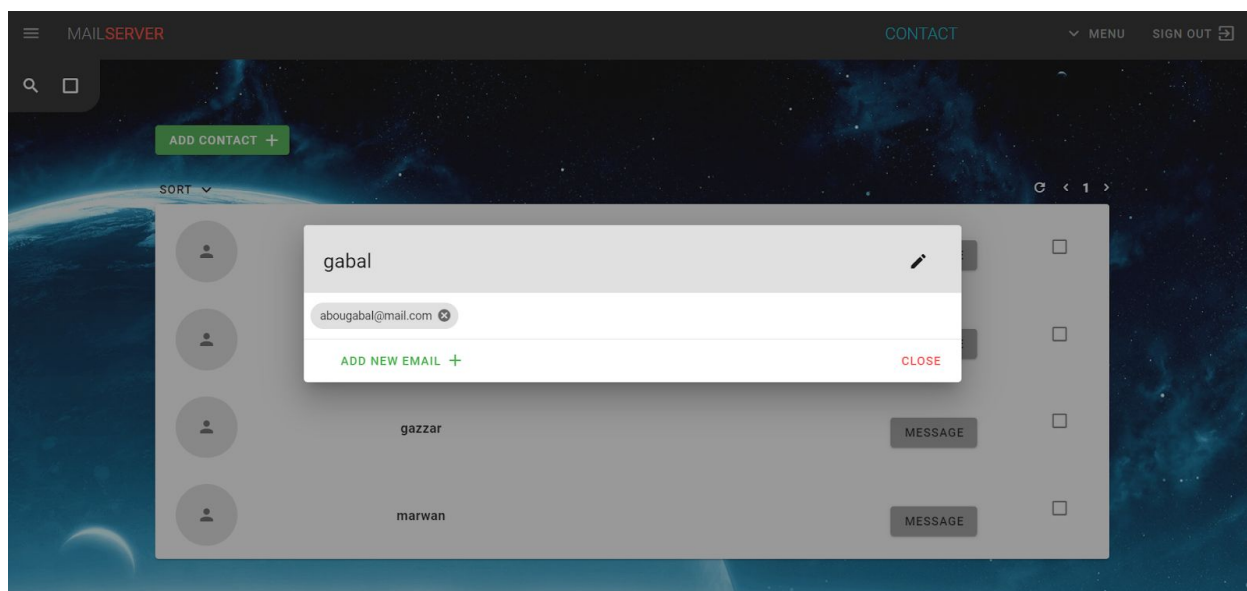 MAILSERVER CONTACT MENU SIGN OUT
ADD CONTACT +
SORT 1
gabal
abougabal@mail.com
ADD NEW EMAIL + CLOSE
gazzar MESSAGE
marwan MESSAGE